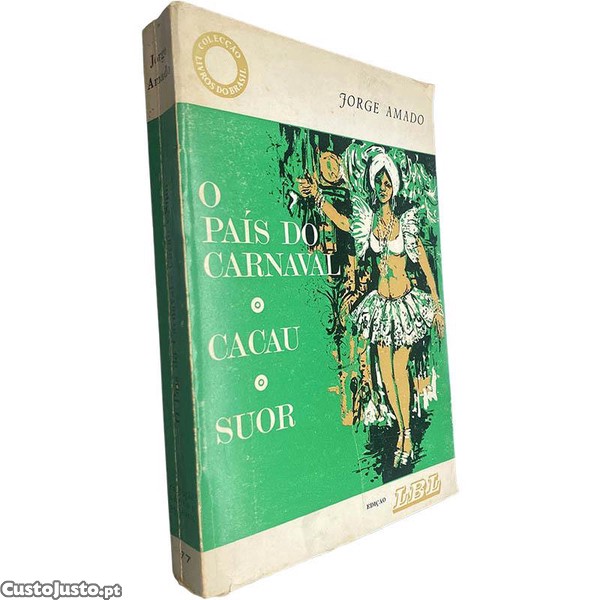 COLECÇÃO
LIVROS DO BRASIL
Jorge
Amado
JORGE AMADO
O
PAÍS DO
CARNAVAL
CACAU
SUOR
EDIÇÃO LBL
CustoJusto.pt